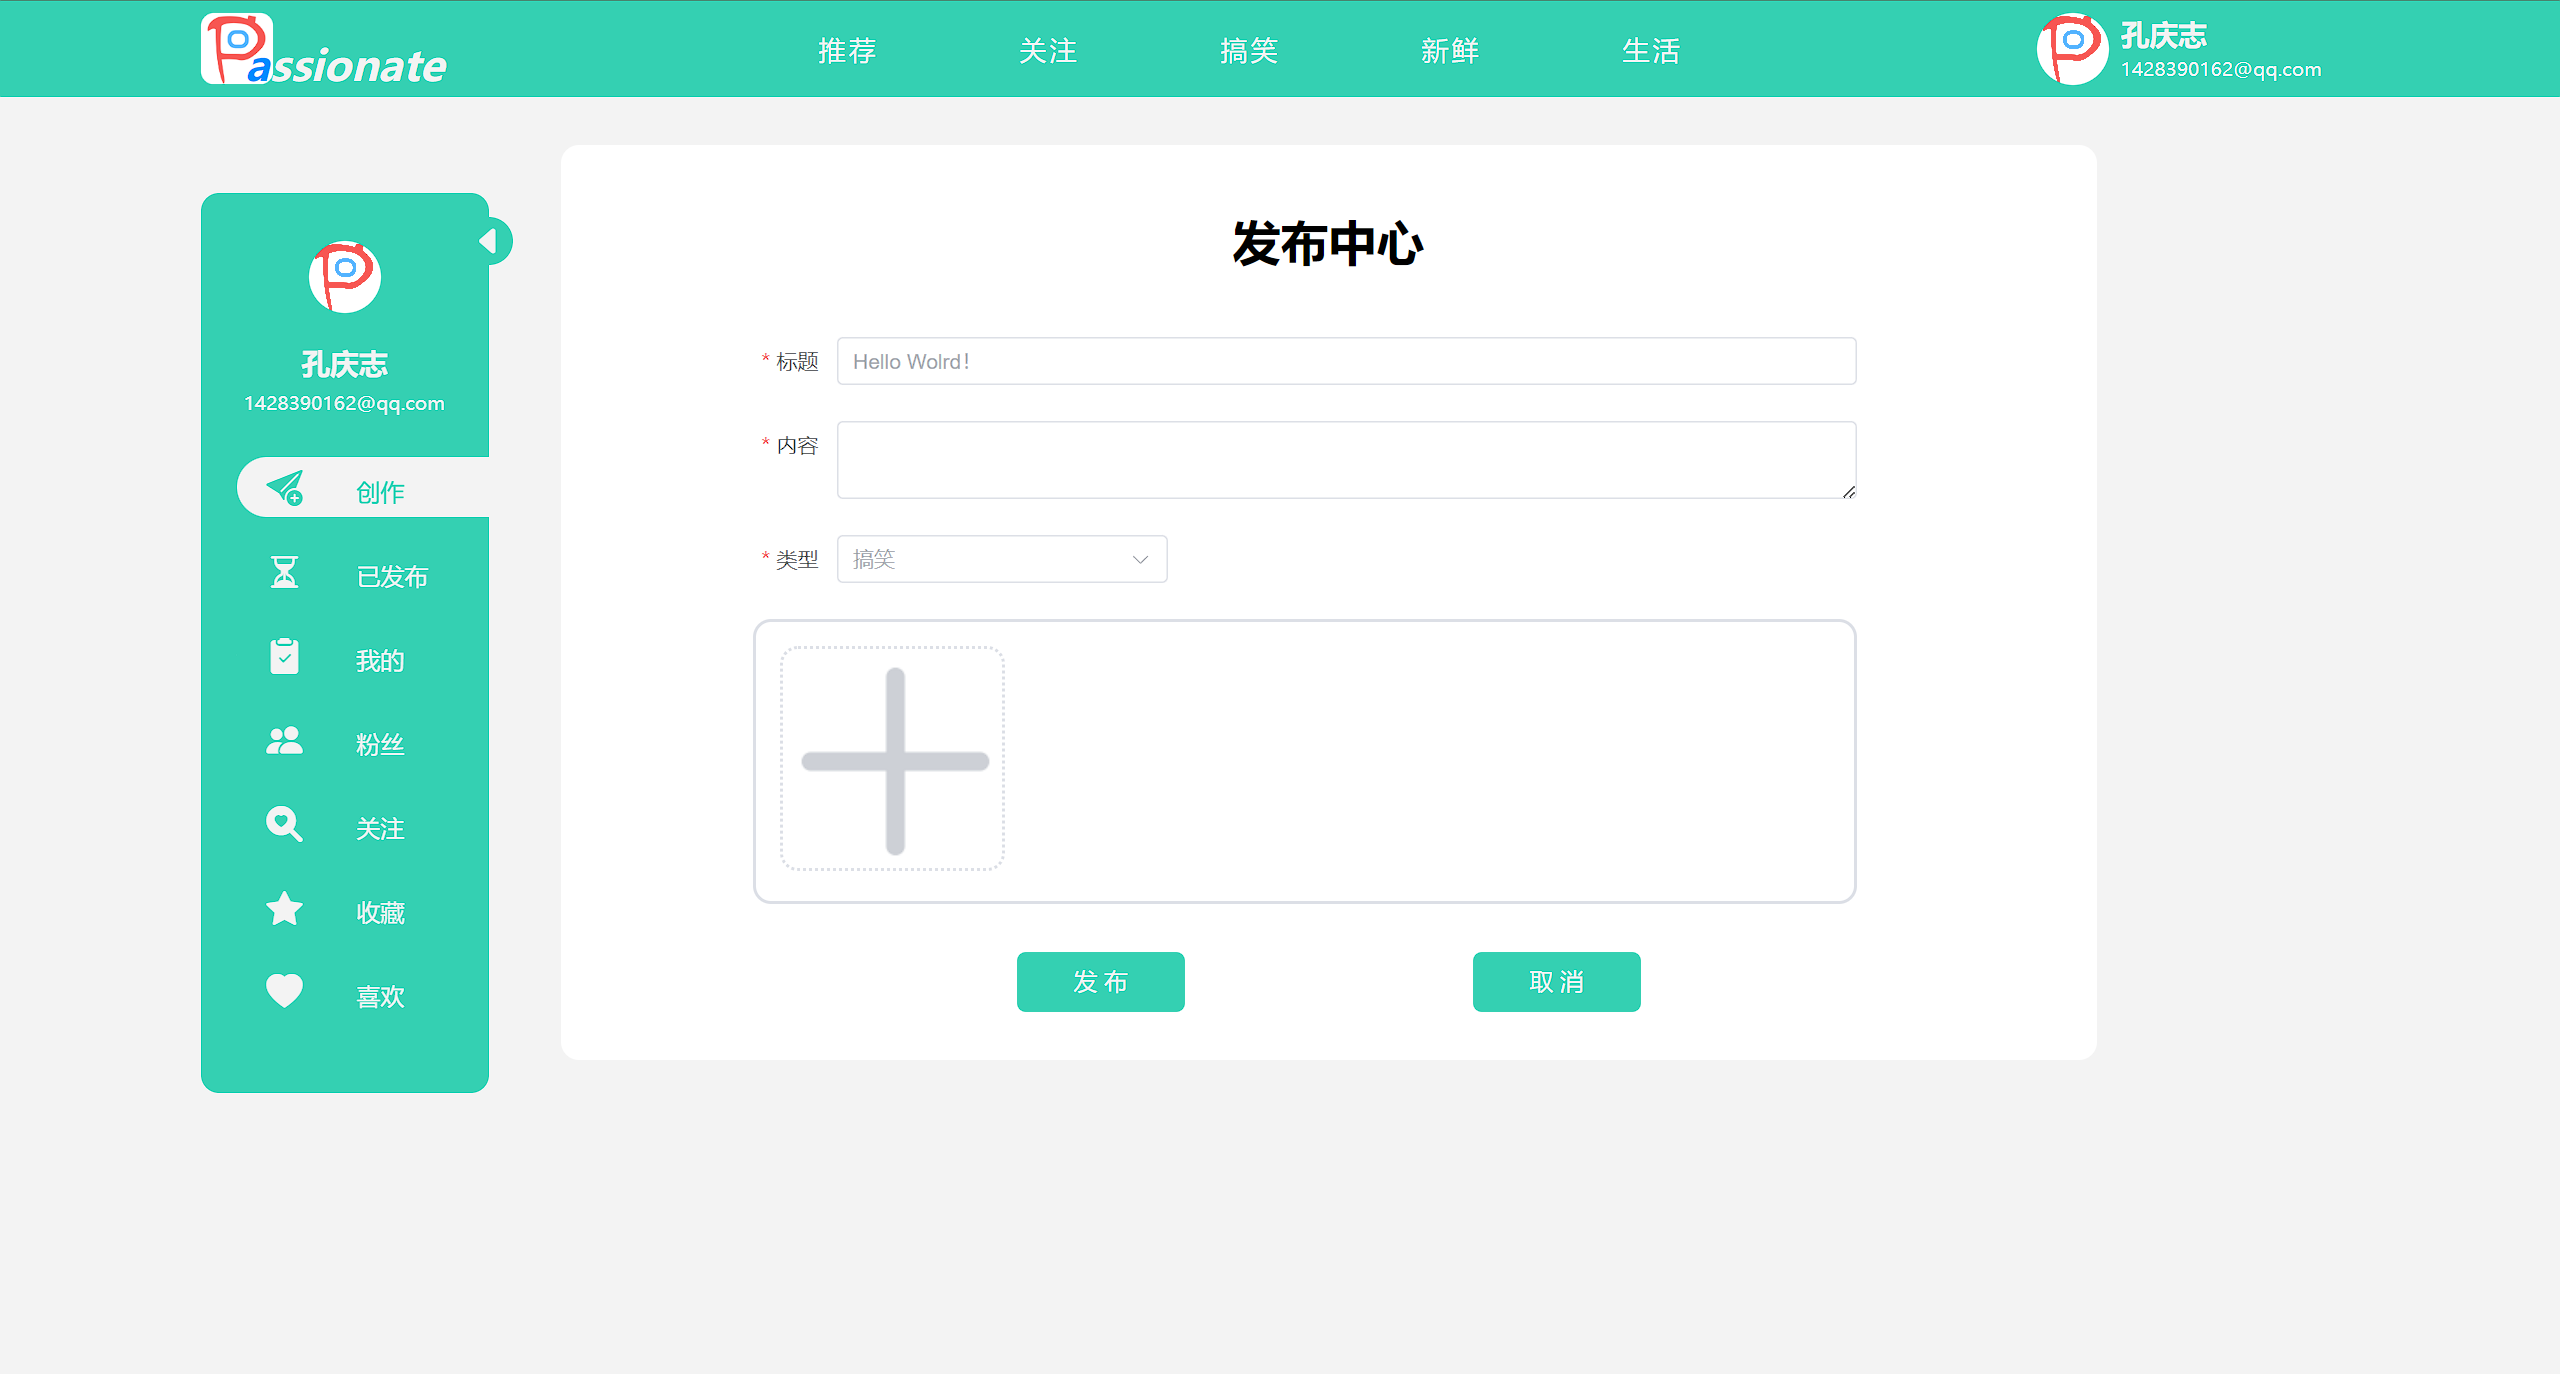 Passionate
推荐
关注
搞笑
新鲜
生活
孔庆志
1428390162@qq.com
孔庆志
1428390162@qq.com
创作
已发布
我的
粉丝
关注
收藏
喜欢
发布中心
* 标题
Hello Wolrd!
* 内容
* 类型
搞笑
发布
取消